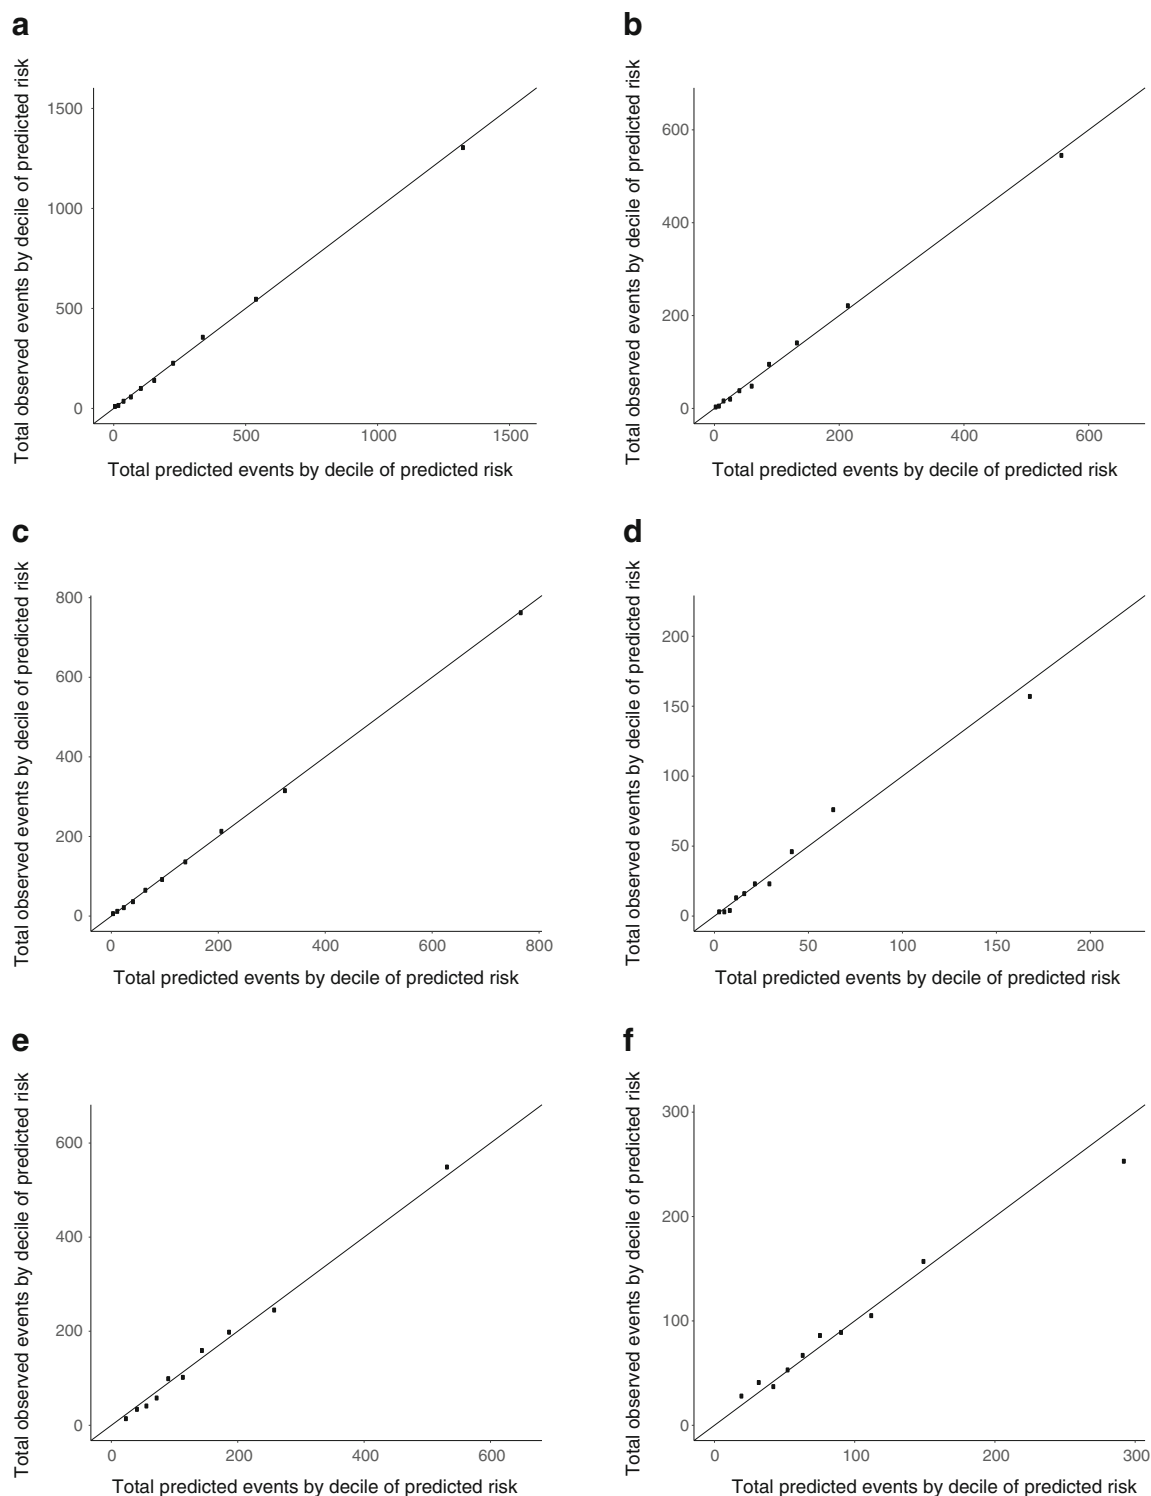 a
Total observed events by decile of predicted risk
1500
1000
500
0
0 500 1000 1500
Total predicted events by decile of predicted risk
b
Total observed events by decile of predicted risk
600
400
200
0
0 200 400 600
Total predicted events by decile of predicted risk
c
Total observed events by decile of predicted risk
800
600
400
200
0
0 200 400 600 800
Total predicted events by decile of predicted risk
d
Total observed events by decile of predicted risk
200
150
100
50
0
0 50 100 150 200
Total predicted events by decile of predicted risk
e
Total observed events by decile of predicted risk
600
400
200
0
0 200 400 600
Total predicted events by decile of predicted risk
f
Total observed events by decile of predicted risk
300
200
100
0
0 100 200 300
Total predicted events by decile of predicted risk